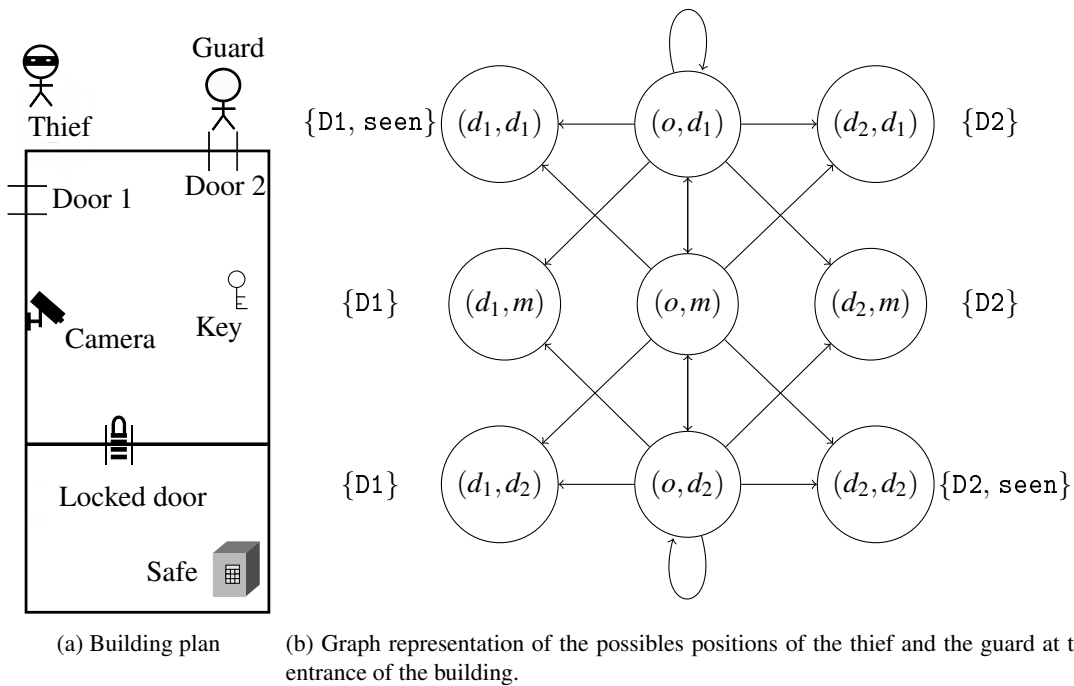 Thief
Guard
Door 1
Door 2
Camera
Key
Locked door
Safe
{D1, seen}
(d₁, d₁)
(o, d₁)
(d₂, d₁)
{D2}
{D1}
(d₁, m)
(o, m)
(d₂, m)
{D2}
{D1}
(d₁, d₂)
(o, d₂)
(d₂, d₂)
{D2, seen}
(a) Building plan
(b) Graph representation of the possibles positions of the thief and the guard at t
entrance of the building.